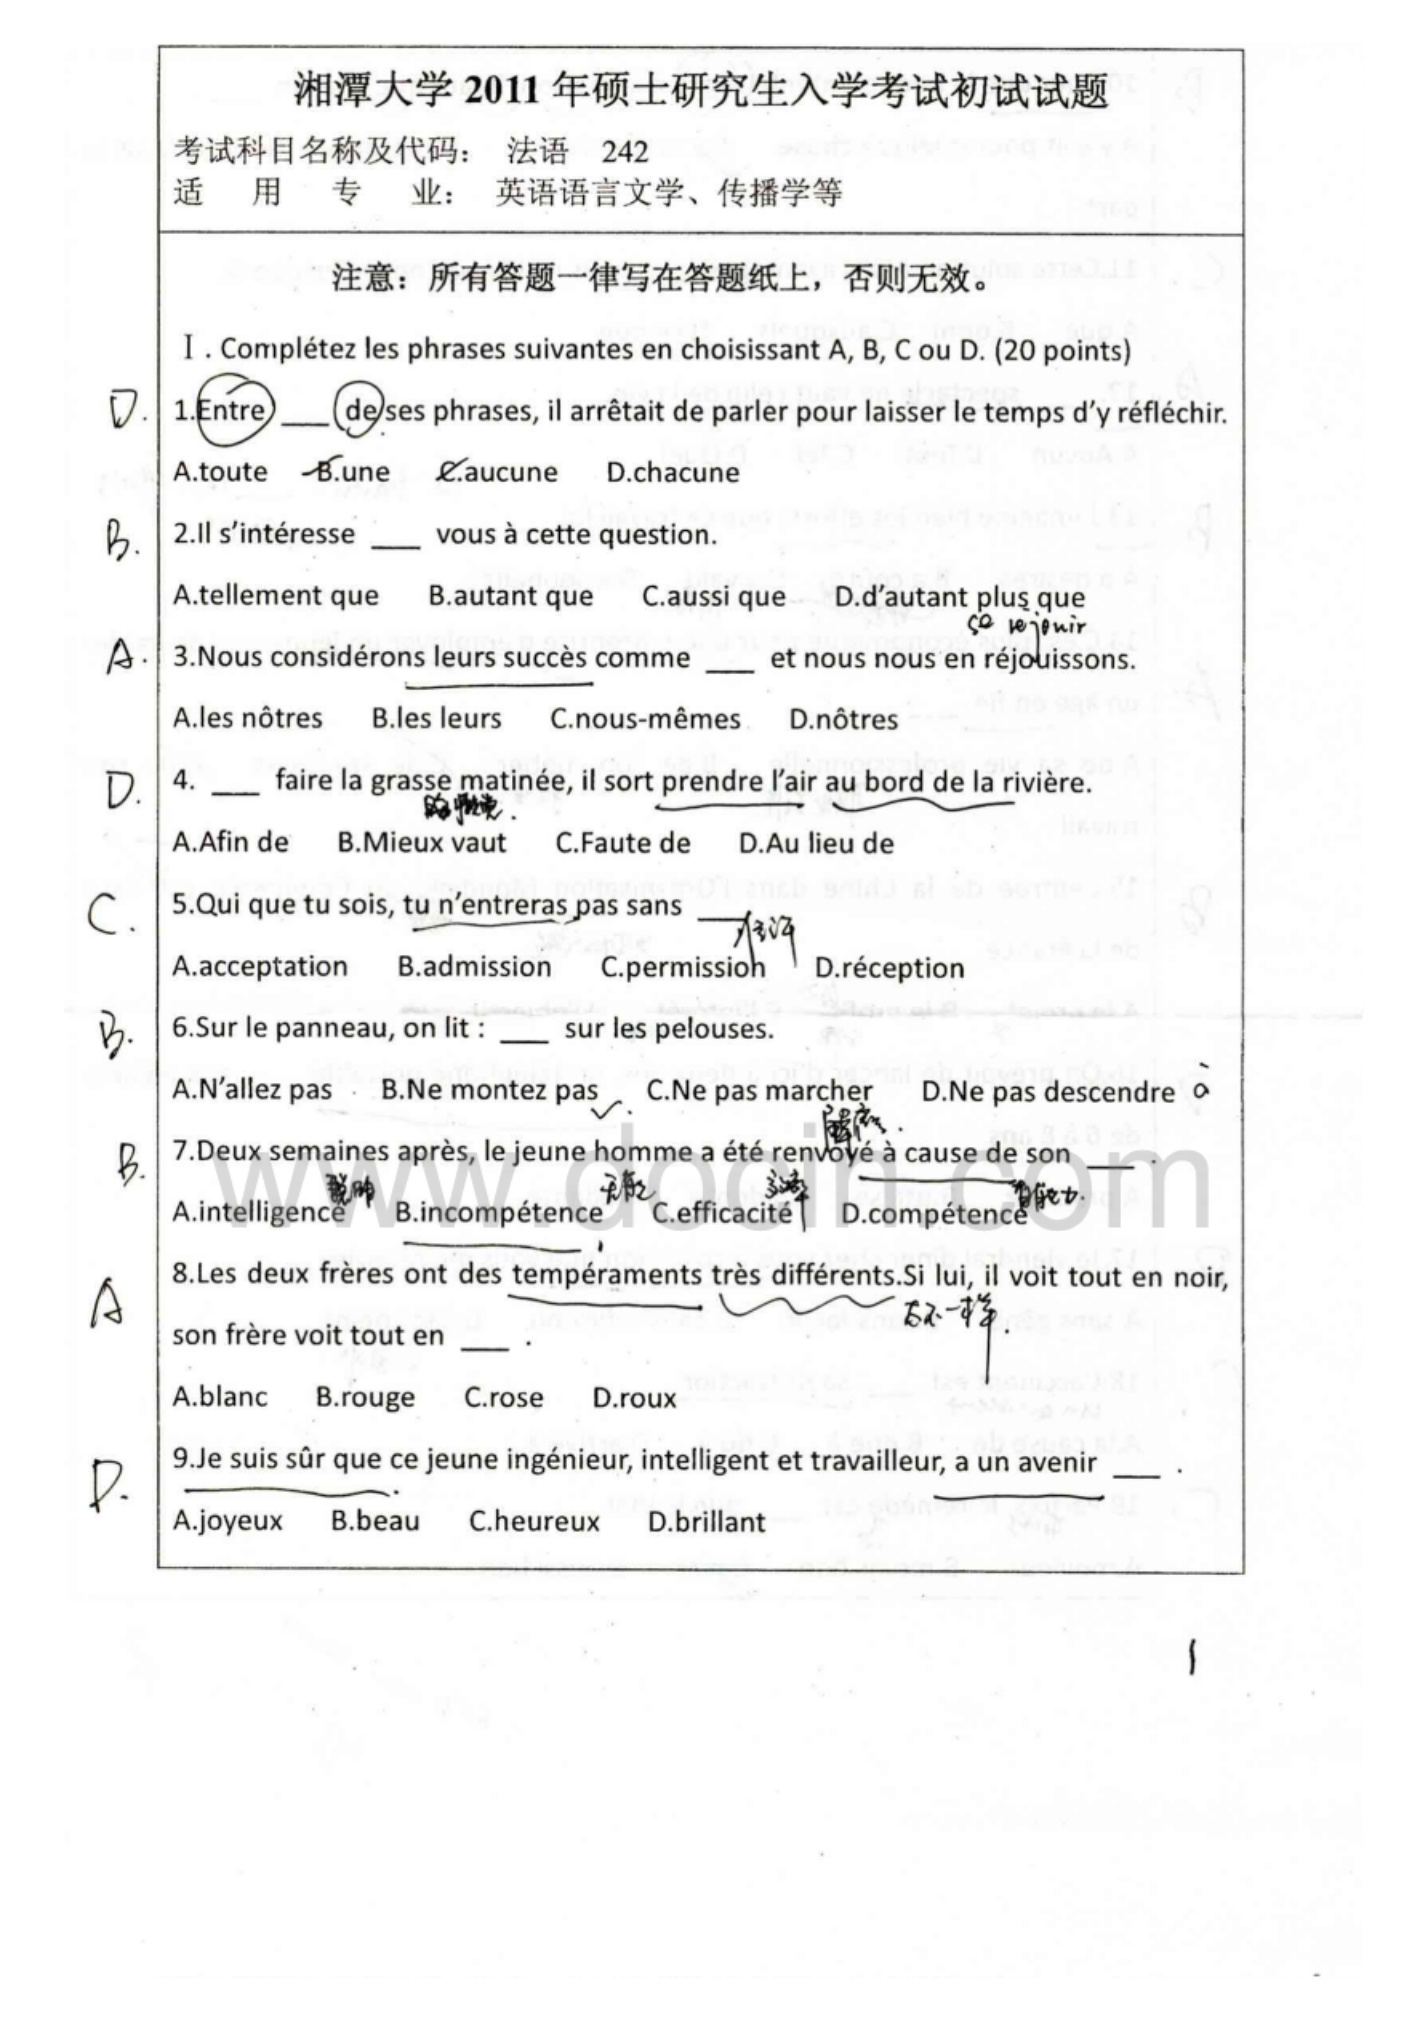 湘潭大学 2011 年硕士研究生入学考试初试试题
考试科目名称及代码： 法语 242
适 用 专 业： 英语语言文学、传播学等
注意：所有答题一律写在答题纸上，否则无效。
Ⅰ. Complétez les phrases suivantes en choisissant A, B, C ou D. (20 points)
D. 1.Entre ___ de ses phrases, il arrêtait de parler pour laisser le temps d'y réfléchir.
A.toute B.une C.aucune D.chacune
B. 2.Il s'intéresse ___ vous à cette question.
A.tellement que B.autant que C.aussi que D.d'autant plus que
A. 3.Nous considérons leurs succès comme ___ et nous nous en réjouissons.
A.les nôtres B.les leurs C.nous-mêmes D.nôtres
D. 4. ___ faire la grasse matinée, il sort prendre l'air au bord de la rivière.
A.Afin de B.Mieux vaut C.Faute de D.Au lieu de
C. 5.Qui que tu sois, tu n'entreras pas sans ___
允许
A.acceptation B.admission C.permission D.réception
B. 6.Sur le panneau, on lit : ___ sur les pelouses.
A.N'allez pas B.Ne montez pas C.Ne pas marcher D.Ne pas descendre à
B. 7.Deux semaines après, le jeune homme a été renvoyé à cause de son ___ .
A.intelligence B.incompétence C.efficacité D.compétence
A 8.Les deux frères ont des tempéraments très différents.Si lui, il voit tout en noir,
son frère voit tout en ___ .
A.blanc B.rouge C.rose D.roux
D. 9.Je suis sûr que ce jeune ingénieur, intelligent et travailleur, a un avenir ___ .
A.joyeux B.beau C.heureux D.brillant
1
www.docin.com